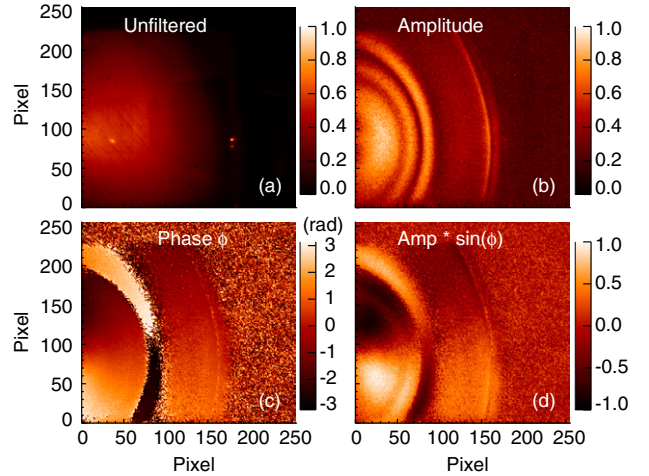 Unfiltered
Amplitude
250
200
150
100
50
0
Pixel
1.0
0.8
0.6
0.4
0.2
0.0
(a)
1.0
0.8
0.6
0.4
0.2
0.0
(b)
Phase ϕ
(rad)
Amp * sin(ϕ)
250
200
150
100
50
0
Pixel
3
2
1
0
-1
-2
-3
(c)
1.0
0.5
0.0
-0.5
-1.0
(d)
0 50 100 150 200 250
0 50 100 150 200 250
Pixel
Pixel